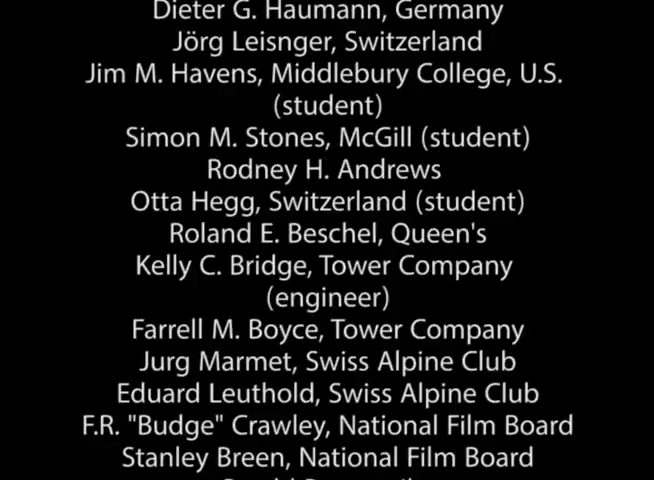 Dieter G. Haumann, Germany
Jörg Leisnger, Switzerland
Jim M. Havens, Middlebury College, U.S.
(student)
Simon M. Stones, McGill (student)
Rodney H. Andrews
Otta Hegg, Switzerland (student)
Roland E. Beschel, Queen's
Kelly C. Bridge, Tower Company
(engineer)
Farrell M. Boyce, Tower Company
Jurg Marmet, Swiss Alpine Club
Eduard Leuthold, Swiss Alpine Club
F.R. "Budge" Crawley, National Film Board
Stanley Breen, National Film Board